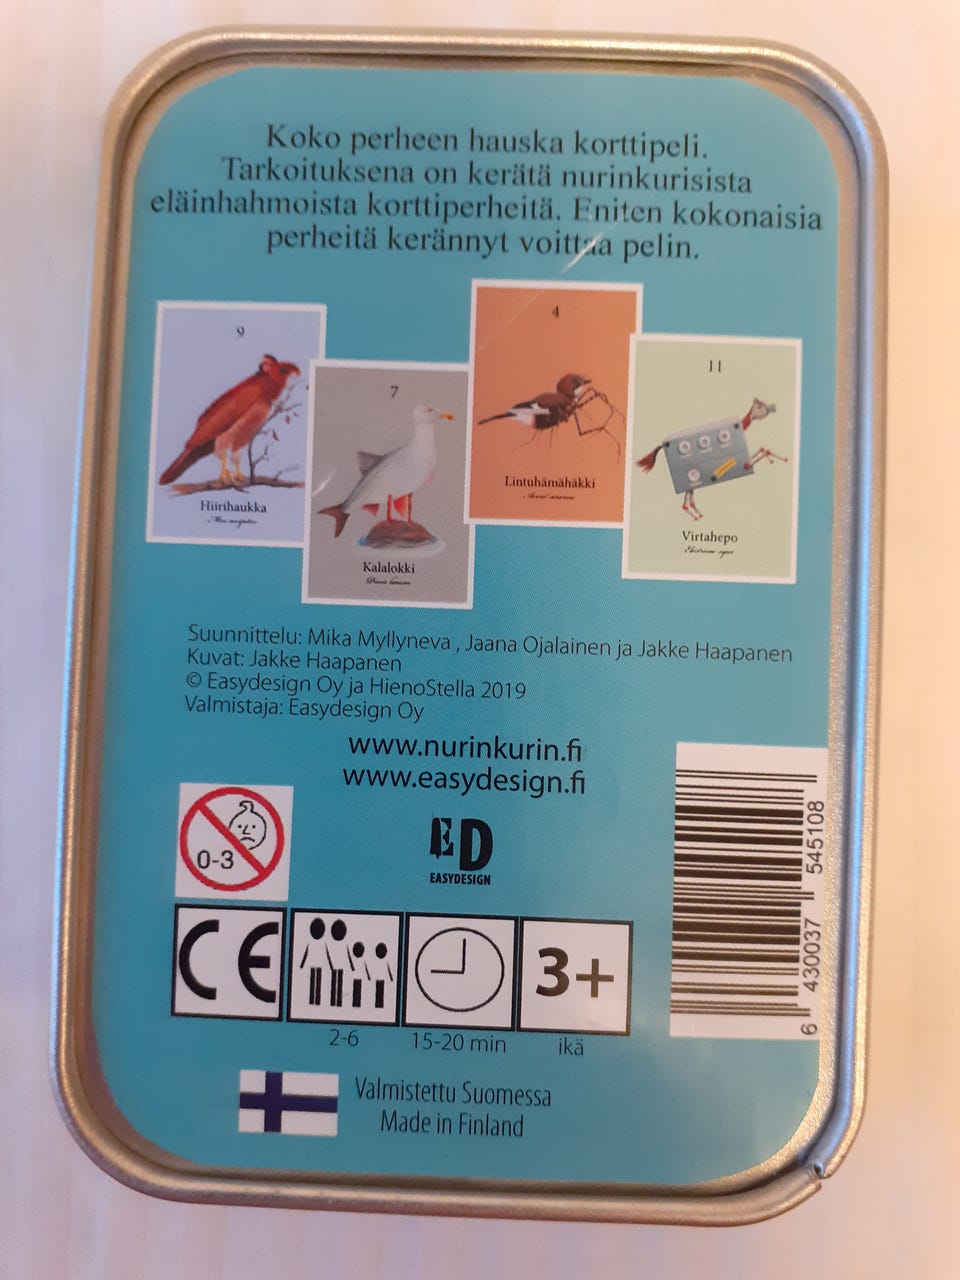 Koko perheen hauska korttipeli.
Tarkoituksena on kerätä nurinkurisista
eläinhahmoista korttiperheitä. Eniten kokonaisia
perheitä kerännyt voittaa pelin.
9
Hiirihaukka
7
Kalalokki
4
Lintuhämähäkki
11
Virtahepo
Suunnittelu: Mika Myllyneva , Jaana Ojalainen ja Jakke Haapanen
Kuvat: Jakke Haapanen
© Easydesign Oy ja HienoStella 2019
Valmistaja: Easydesign Oy
www.nurinkurin.fi
www.easydesign.fi
0-3
ED
EASYDESIGN
CE
3+
2-6
15-20 min
ikä
6 430037 545108
Valmistettu Suomessa
Made in Finland